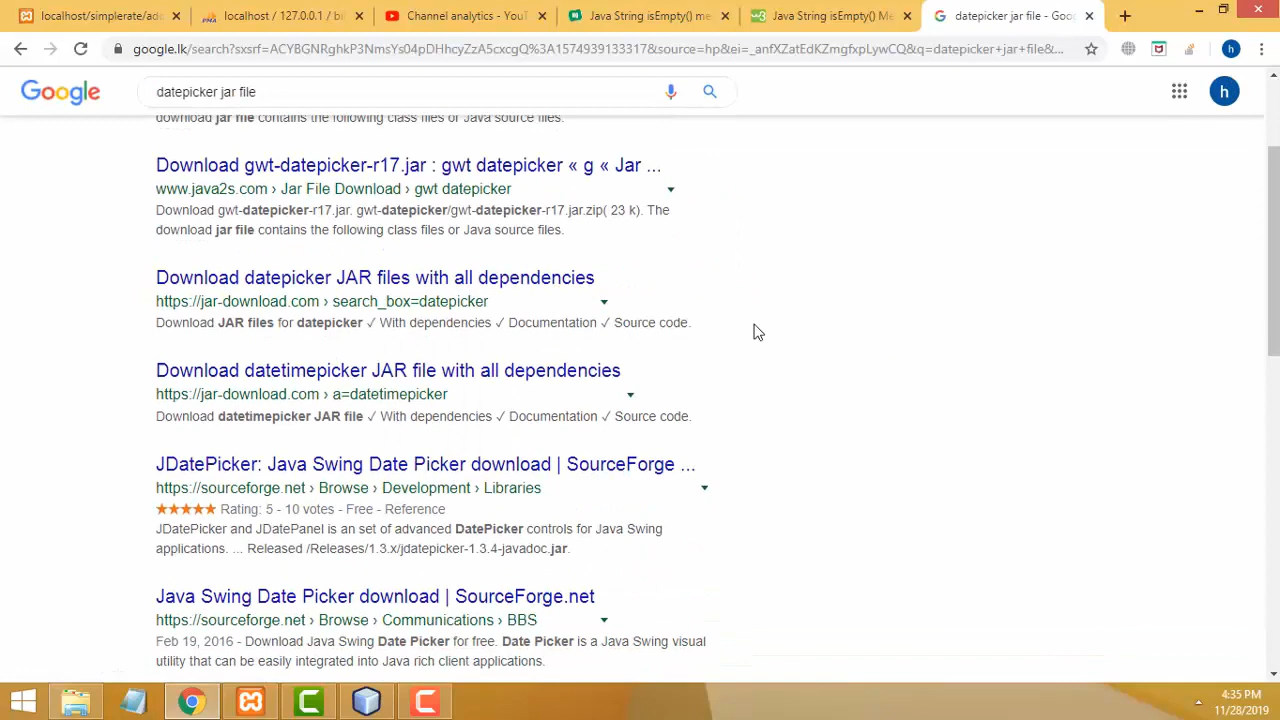 localhost/simplerate/ad
localhost / 127.0.0.1 / b
Channel analytics - YouT
Java String isEmpty() me
Java String isEmpty() Me
datepicker jar file - Goo
google.lk/search?sxsrf=ACYBGNRghkP3NmsYs04pDHhcyZzA5cxcgQ%3A1574939133317&source=hp&ei=_anfXZatEdKZmgfxpLywCQ&q=datepicker+jar+file&...
h
Google
datepicker jar file
h
download jar file contains the following class files or Java source files.
Download gwt-datepicker-r17.jar : gwt datepicker « g « Jar ...
www.java2s.com › Jar File Download › gwt datepicker
Download gwt-datepicker-r17.jar. gwt-datepicker/gwt-datepicker-r17.jar.zip( 23 k). The
download jar file contains the following class files or Java source files.
Download datepicker JAR files with all dependencies
https://jar-download.com › search_box=datepicker
Download JAR files for datepicker ✓ With dependencies ✓ Documentation ✓ Source code.
Download datetimepicker JAR file with all dependencies
https://jar-download.com › a=datetimepicker
Download datetimepicker JAR file ✓ With dependencies ✓ Documentation ✓ Source code.
JDatePicker: Java Swing Date Picker download | SourceForge ...
https://sourceforge.net › Browse › Development › Libraries
★★★★★ Rating: 5 - 10 votes - Free - Reference
JDatePicker and JDatePanel is an set of advanced DatePicker controls for Java Swing
applications. ... Released /Releases/1.3.x/jdatepicker-1.3.4-javadoc.jar.
Java Swing Date Picker download | SourceForge.net
https://sourceforge.net › Browse › Communications › BBS
Feb 19, 2016 - Download Java Swing Date Picker for free. Date Picker is a Java Swing visual
utility that can be easily integrated into Java rich client applications.
4:35 PM
11/28/2019